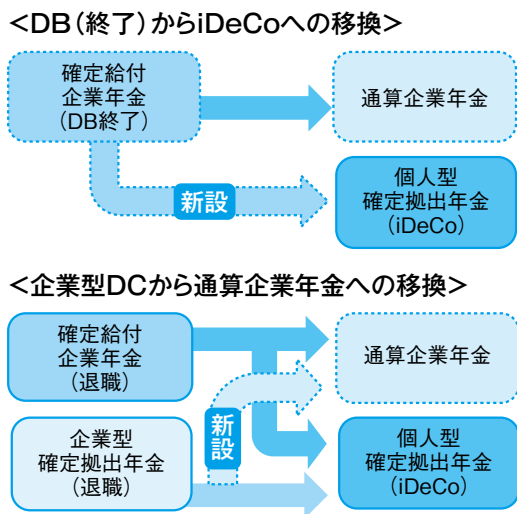 <DB（終了）からiDeCoへの移換>
確定給付
企業年金
（DB終了）
通算企業年金
新設
個人型
確定拠出年金
（iDeCo）
<企業型DCから通算企業年金への移換>
確定給付
企業年金
（退職）
通算企業年金
新
設
企業型
確定拠出年金
（退職）
個人型
確定拠出年金
（iDeCo）